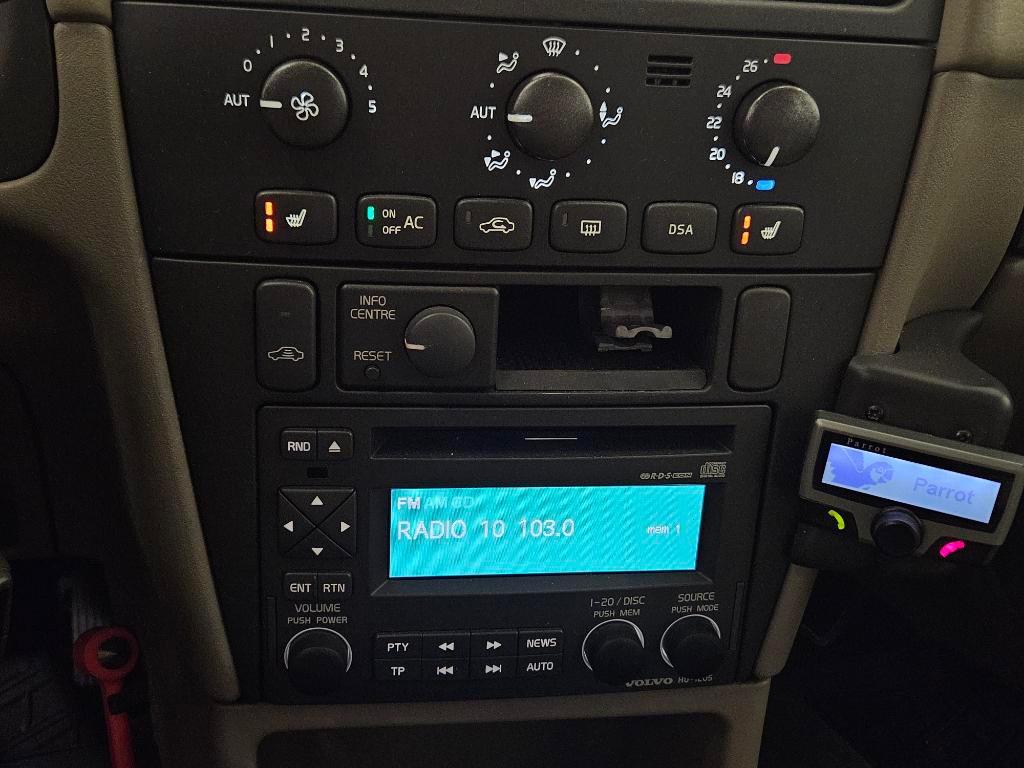 AUT 0 1 2 3 4 5
AUT
26
24
22
20
18
ON
OFF AC
DSA
INFO
CENTRE
RESET
RND
R·D·S EON
disc
Parrot
Parrot
FM AM CD
RADIO 10 103.0 mem 1
ENT RTN
VOLUME
PUSH POWER
1-20/DISC
PUSH MEM
SOURCE
PUSH MODE
PTY NEWS
TP AUTO
VOLVO